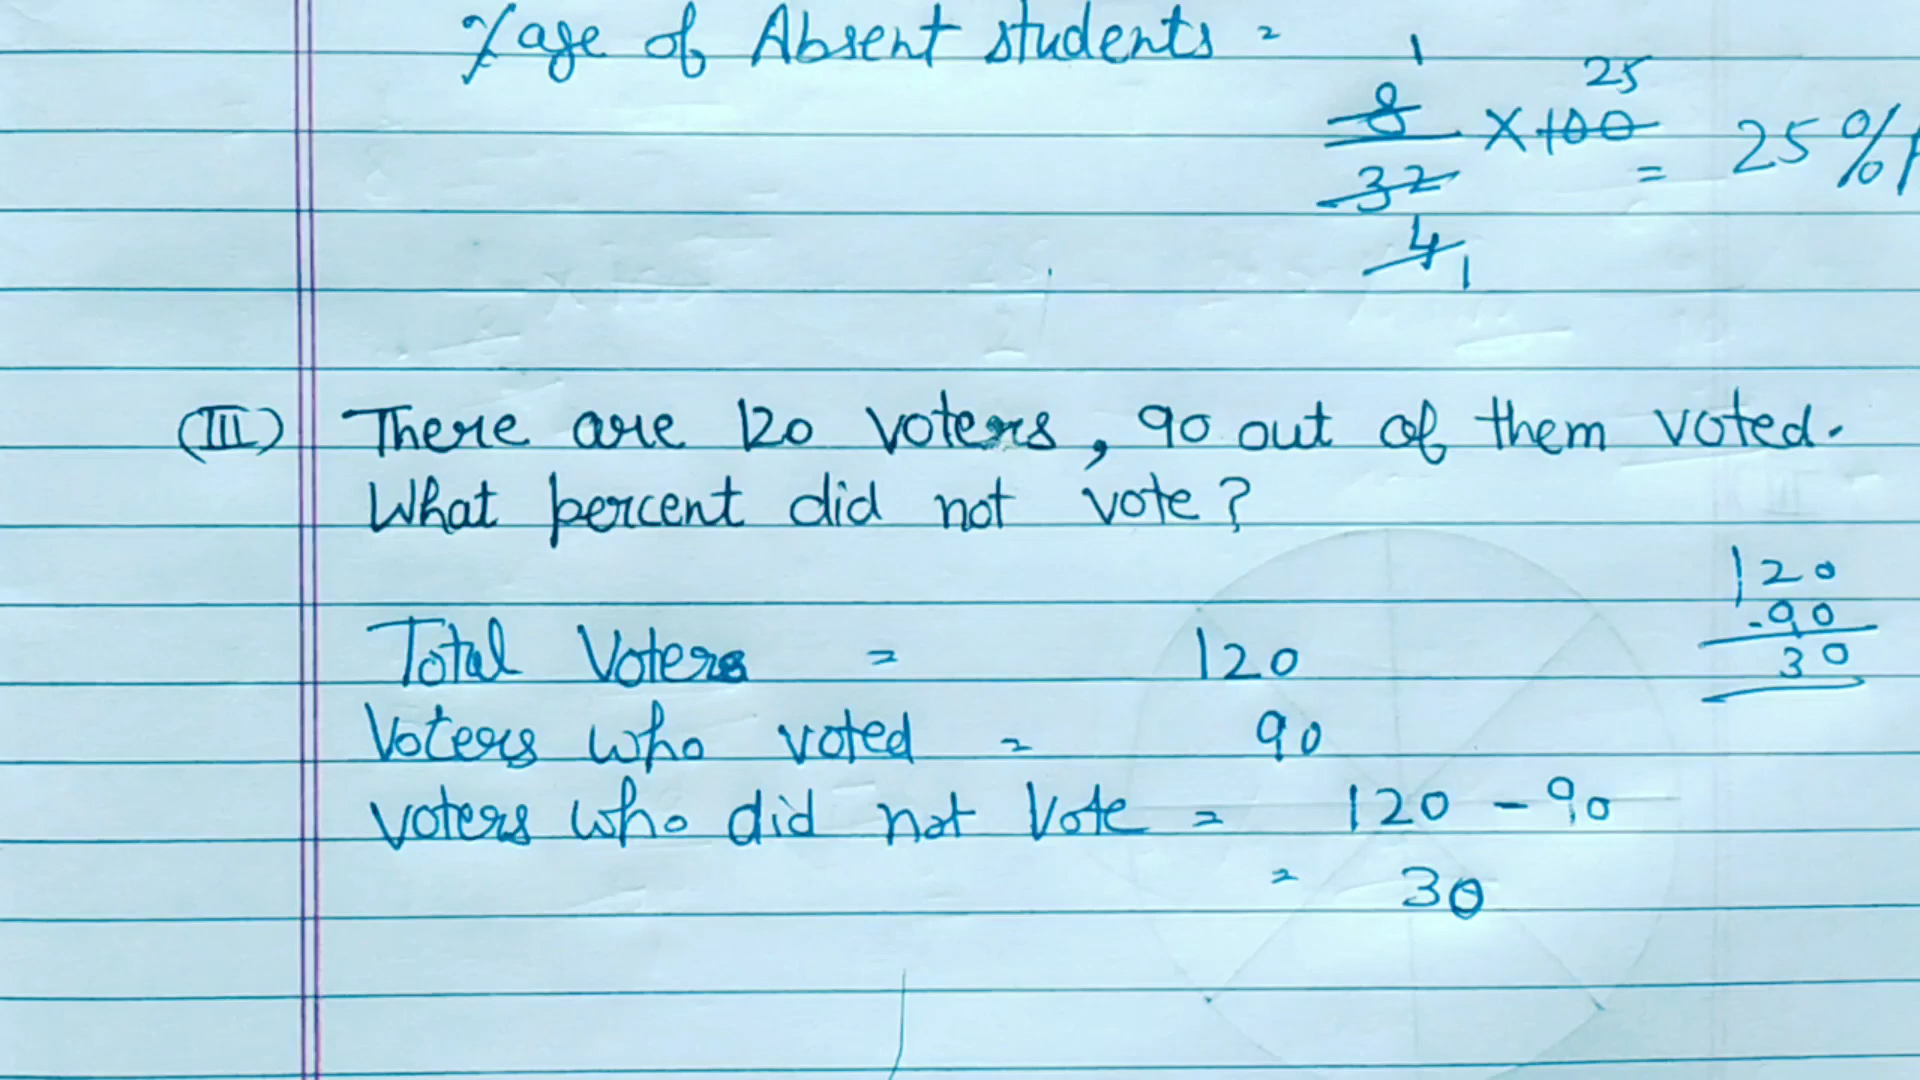 %age of Absent students =
1
25
8
× 100
= 25%
32
4
1
(III) There are 120 voters, 90 out of them voted.
What percent did not vote?
120
-90
30
Total Voters = 120
Voters who voted = 90
Voters who did not Vote = 120 - 90
= 30